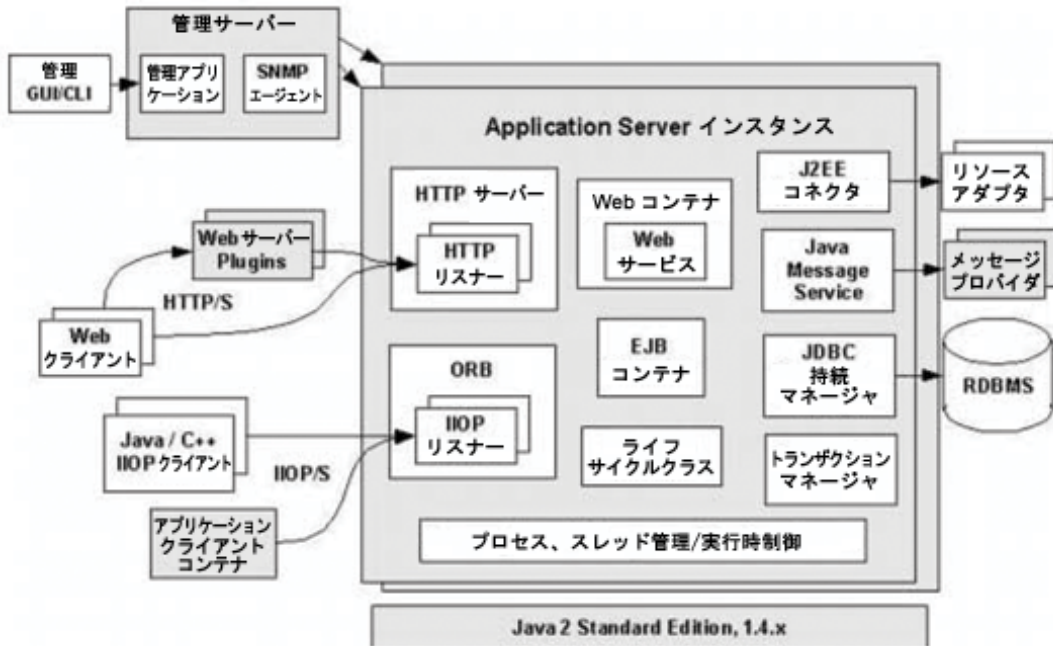 管理サーバー
管理
GUI/CLI
管理アプリ
ケーション
SNMP
エージェント
Application Server インスタンス
HTTP サーバー
HTTP
リスナー
Web コンテナ
Web
サービス
J2EE
コネクタ
リソース
アダプタ
Web サーバー
Plugins
HTTP/S
Web
クライアント
Java
Message
Service
メッセージ
プロバイダ
ORB
IIOP
リスナー
EJB
コンテナ
JDBC
持続
マネージャ
RDBMS
Java / C++
IIOP クライアント
IIOP/S
ライフ
サイクルクラス
トランザクション
マネージャ
アプリケーション
クライアント
コンテナ
プロセス、スレッド管理/実行時制御
Java 2 Standard Edition, 1.4.x